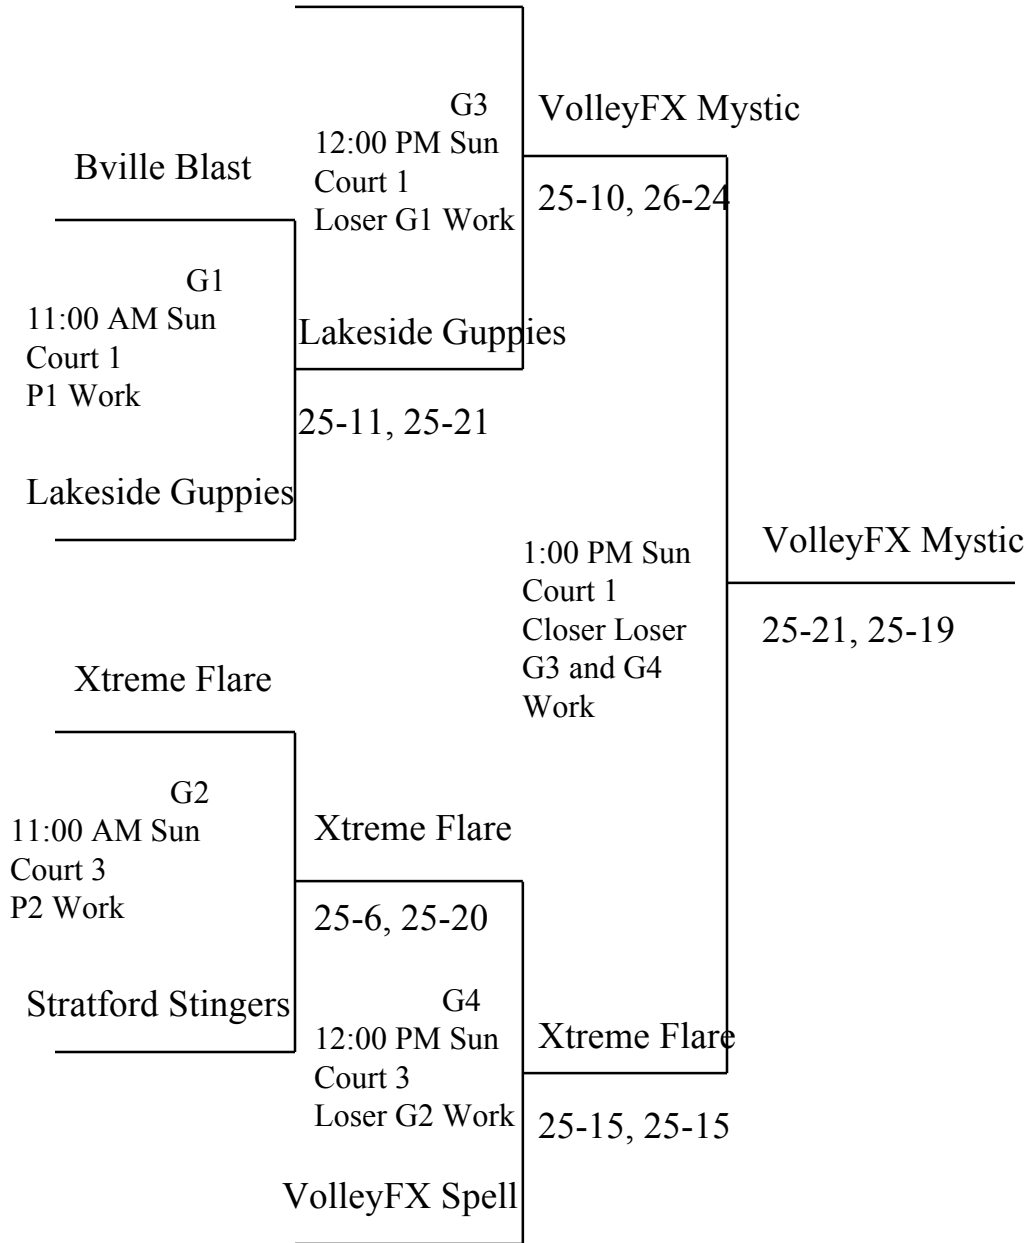 G3
12:00 PM Sun
Court 1
Loser G1 Work
VolleyFX Mystic
25-10, 26-24
Bville Blast
G1
11:00 AM Sun
Court 1
P1 Work
Lakeside Guppies
25-11, 25-21
Lakeside Guppies
1:00 PM Sun
Court 1
Closer Loser
G3 and G4
Work
VolleyFX Mystic
25-21, 25-19
Xtreme Flare
G2
11:00 AM Sun
Court 3
P2 Work
Xtreme Flare
25-6, 25-20
Stratford Stingers
G4
12:00 PM Sun
Court 3
Loser G2 Work
Xtreme Flare
25-15, 25-15
VolleyFX Spell